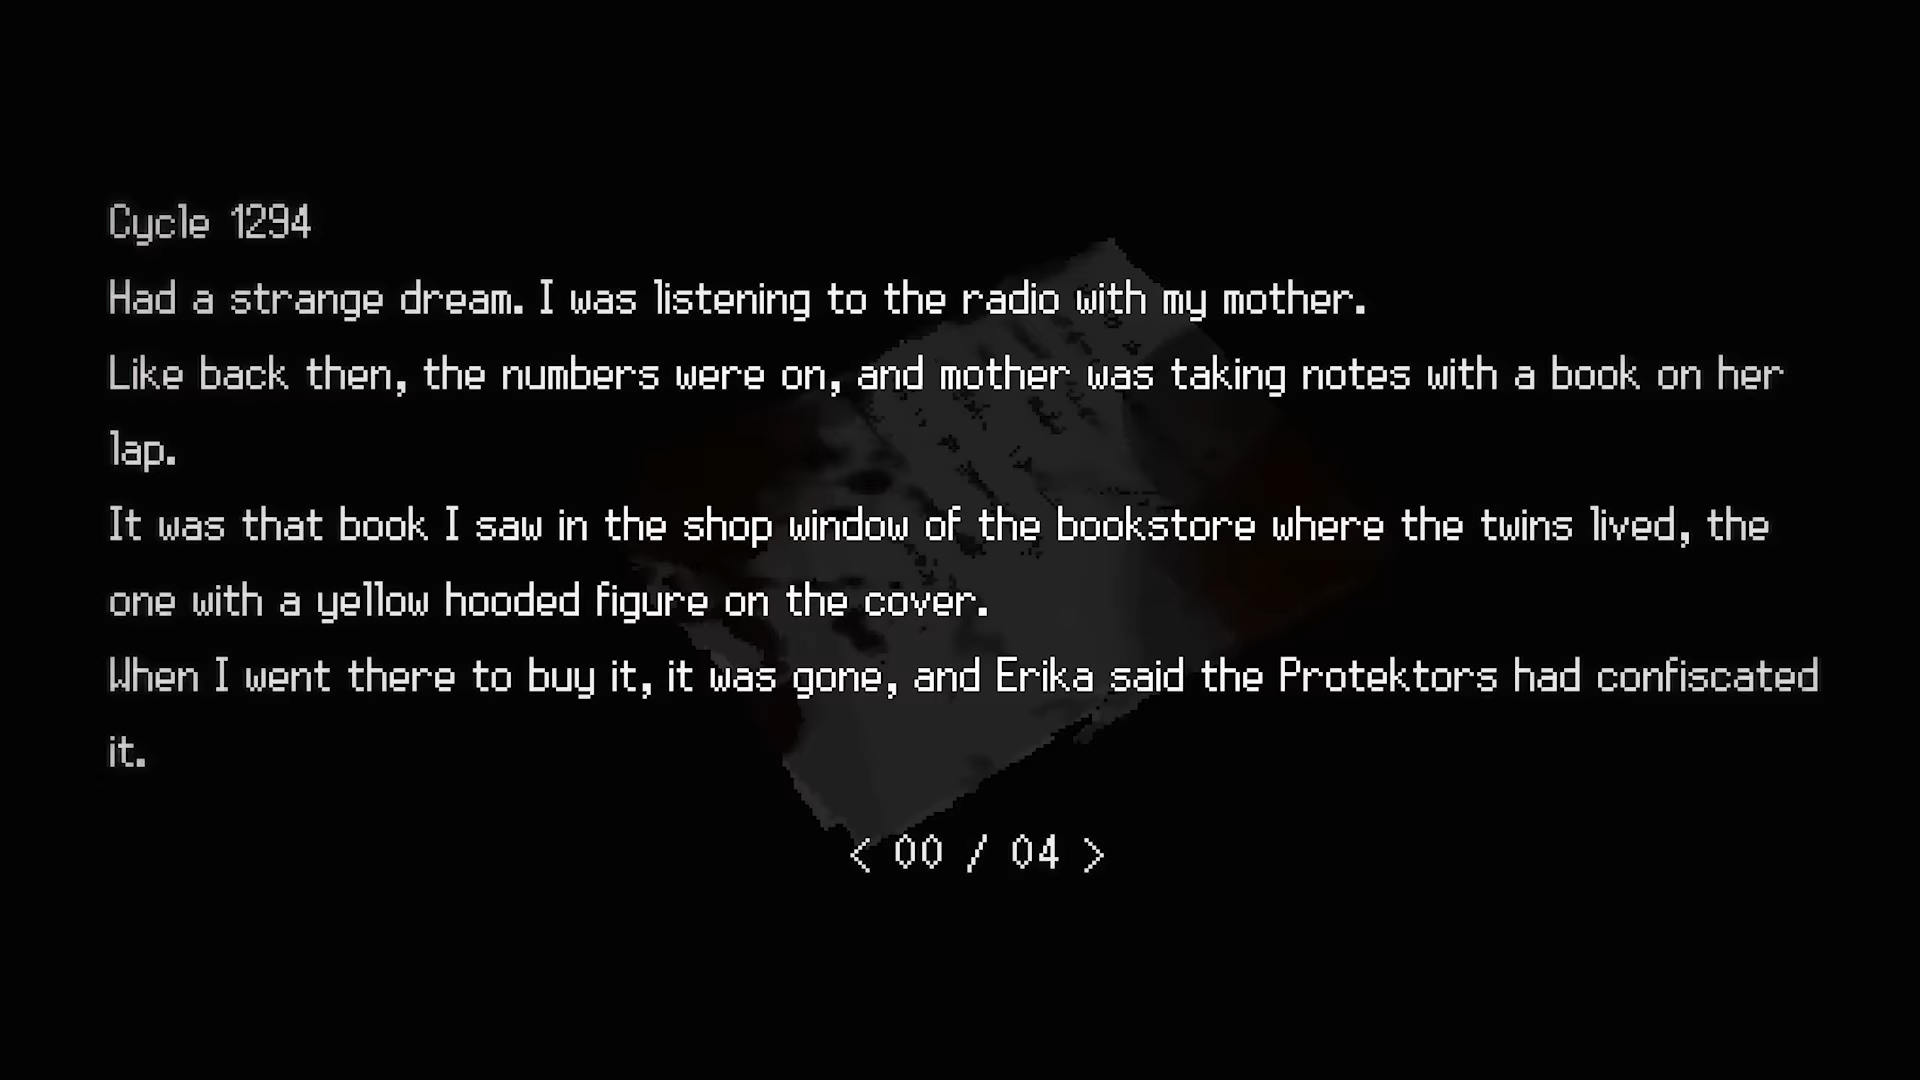 Cycle 1294
Had a strange dream. I was listening to the radio with my mother.
Like back then, the numbers were on, and mother was taking notes with a book on her
lap.
It was that book I saw in the shop window of the bookstore where the twins lived, the
one with a yellow hooded figure on the cover.
When I went there to buy it, it was gone, and Erika said the Protektors had confiscated
it.
< 00 / 04 >